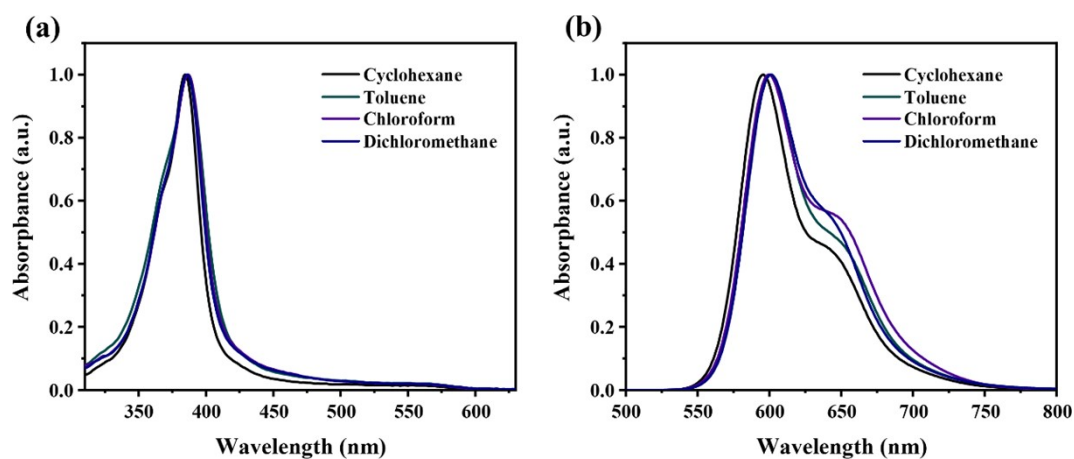 (a)
Absorpbance (a.u.)
1.0
0.8
0.6
0.4
0.2
0.0
Cyclohexane
Toluene
Chloroform
Dichloromethane
350 400 450 500 550 600
Wavelength (nm)
(b)
Absorpbance (a.u.)
1.0
0.8
0.6
0.4
0.2
0.0
Cyclohexane
Toluene
Chloroform
Dichloromethane
500 550 600 650 700 750 800
Wavelength (nm)